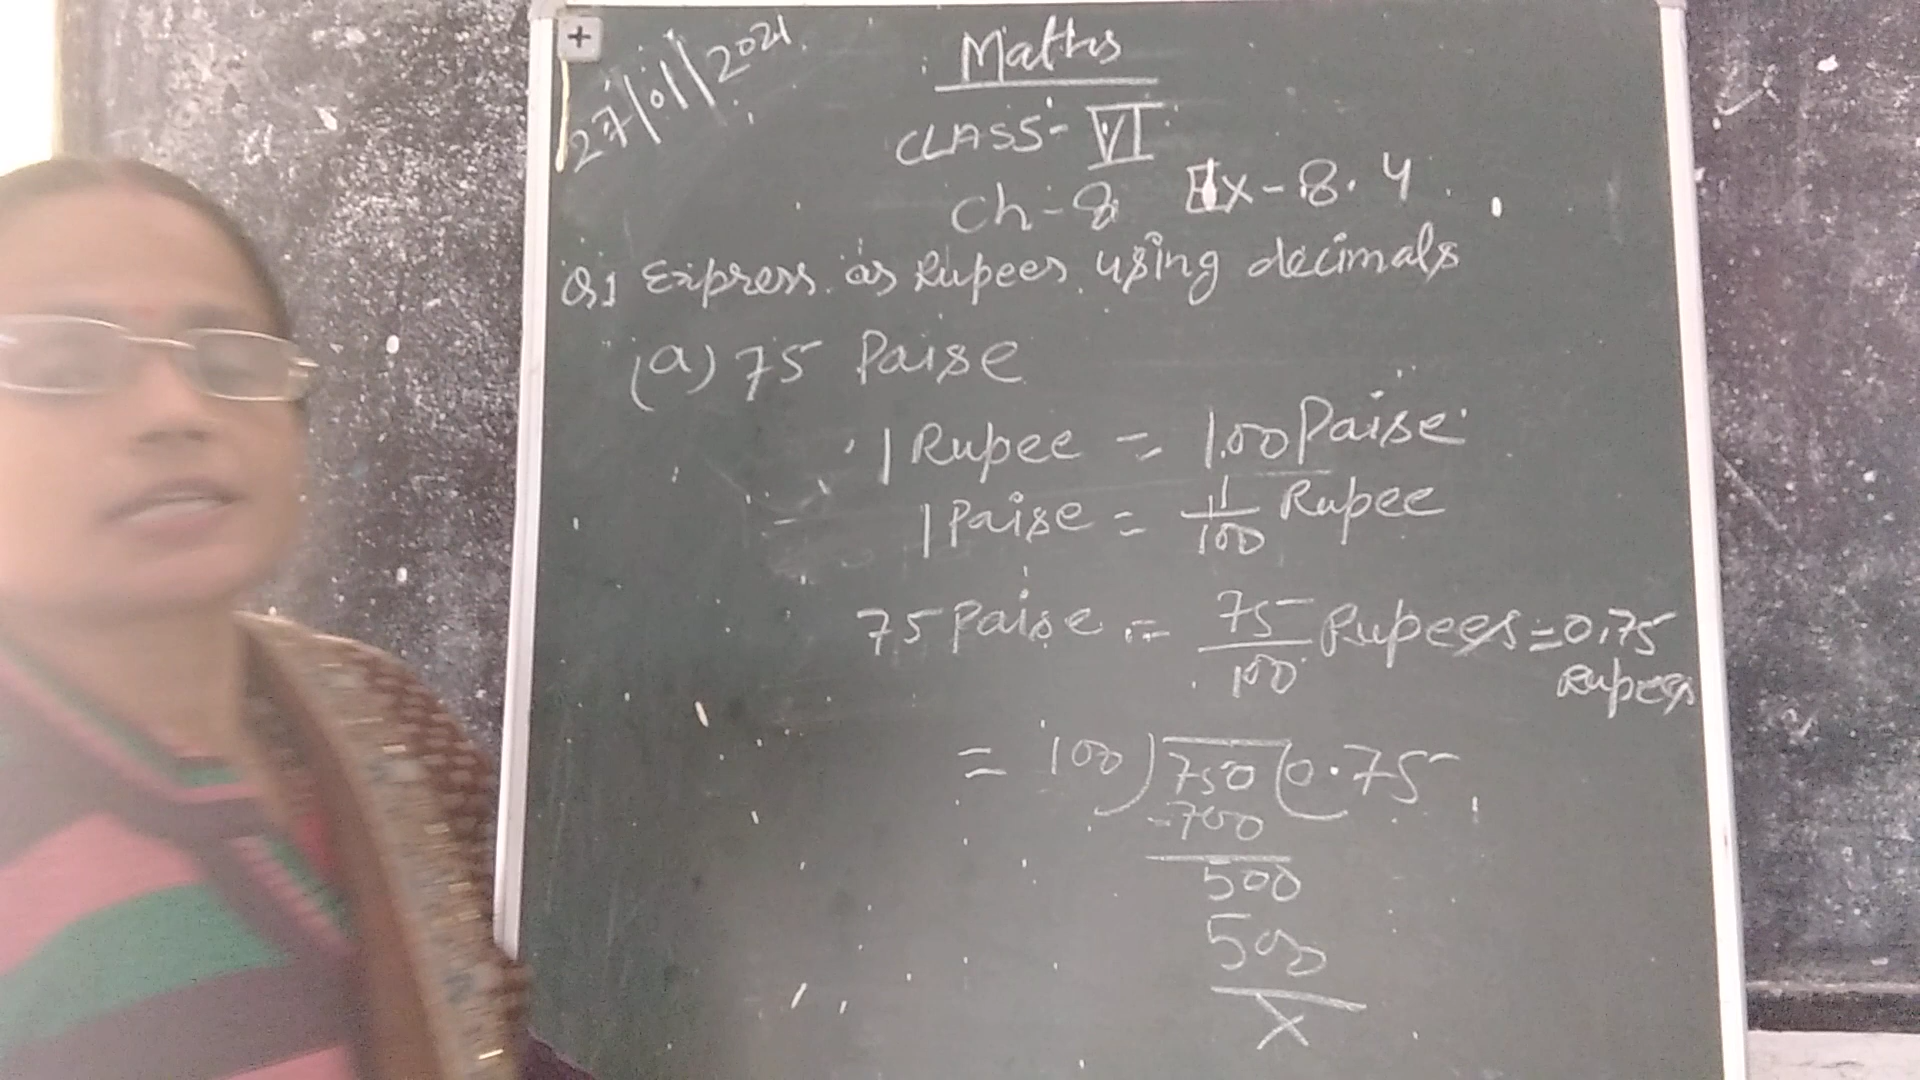 27/01/2021
Maths
CLASS- VI
Ch-8 Ex-8.4
Q1 Express as Rupees using decimals
(a) 75 Paise
1 Rupee = 100 Paise
1 Paise = 1/100 Rupee
75 Paise = 75/100 Rupees = 0.75 Rupees
= 100)750(0.75
-700
500
500
X